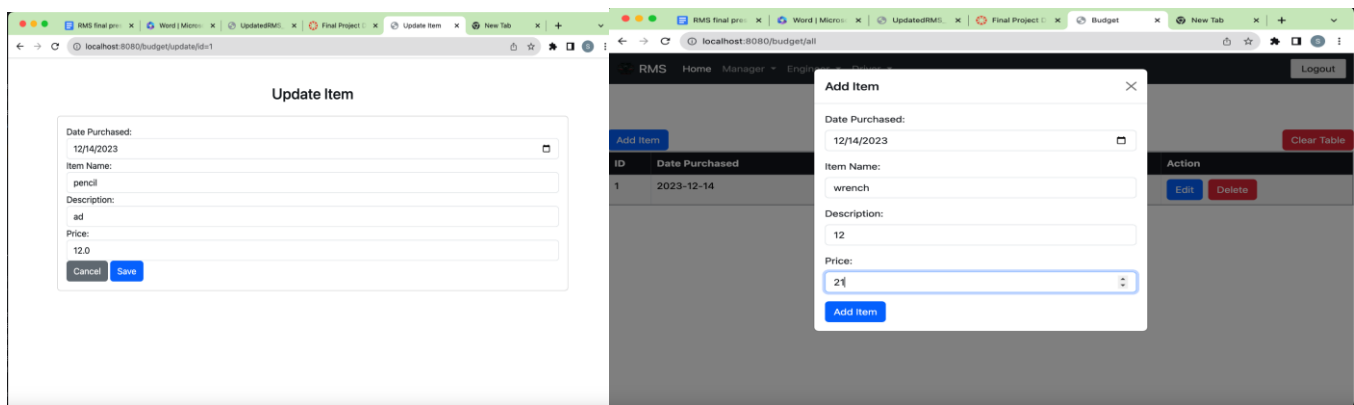 RMS final pre
Word | Micros
UpdatedRMS_
Final Project D
Update Item
New Tab
localhost:8080/budget/update/id=1
S
Update Item
Date Purchased:
12/14/2023
Item Name:
pencil
Description:
ad
Price:
12.0
Cancel Save
RMS final pre
Word | Micros
UpdatedRMS_
Final Project D
Budget
New Tab
localhost:8080/budget/all
S
RMS Home Manager Driver Logout
Add Item Clear Table
ID Date Purchased Action
1 2023-12-14 Edit Delete
Add Item
Date Purchased:
12/14/2023
Item Name:
wrench
Description:
12
Price:
21
Add Item